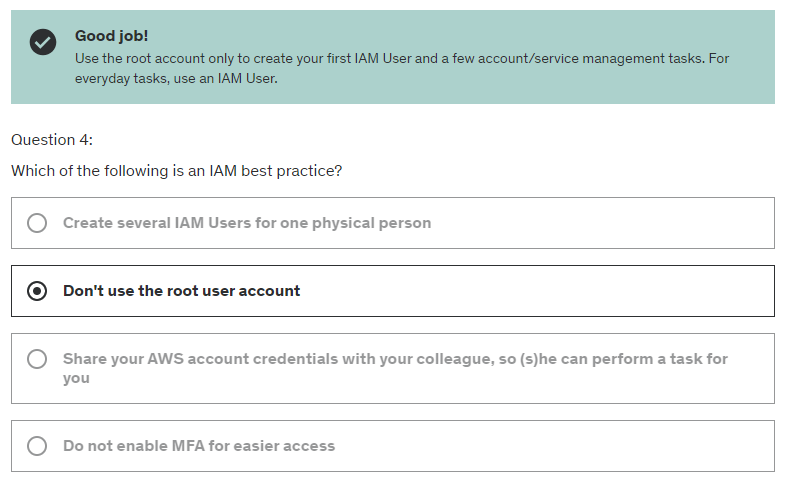 Good job!
Use the root account only to create your first IAM User and a few account/service management tasks. For
everyday tasks, use an IAM User.
Question 4:
Which of the following is an IAM best practice?
Create several IAM Users for one physical person
Don't use the root user account
Share your AWS account credentials with your colleague, so (s)he can perform a task for
you
Do not enable MFA for easier access